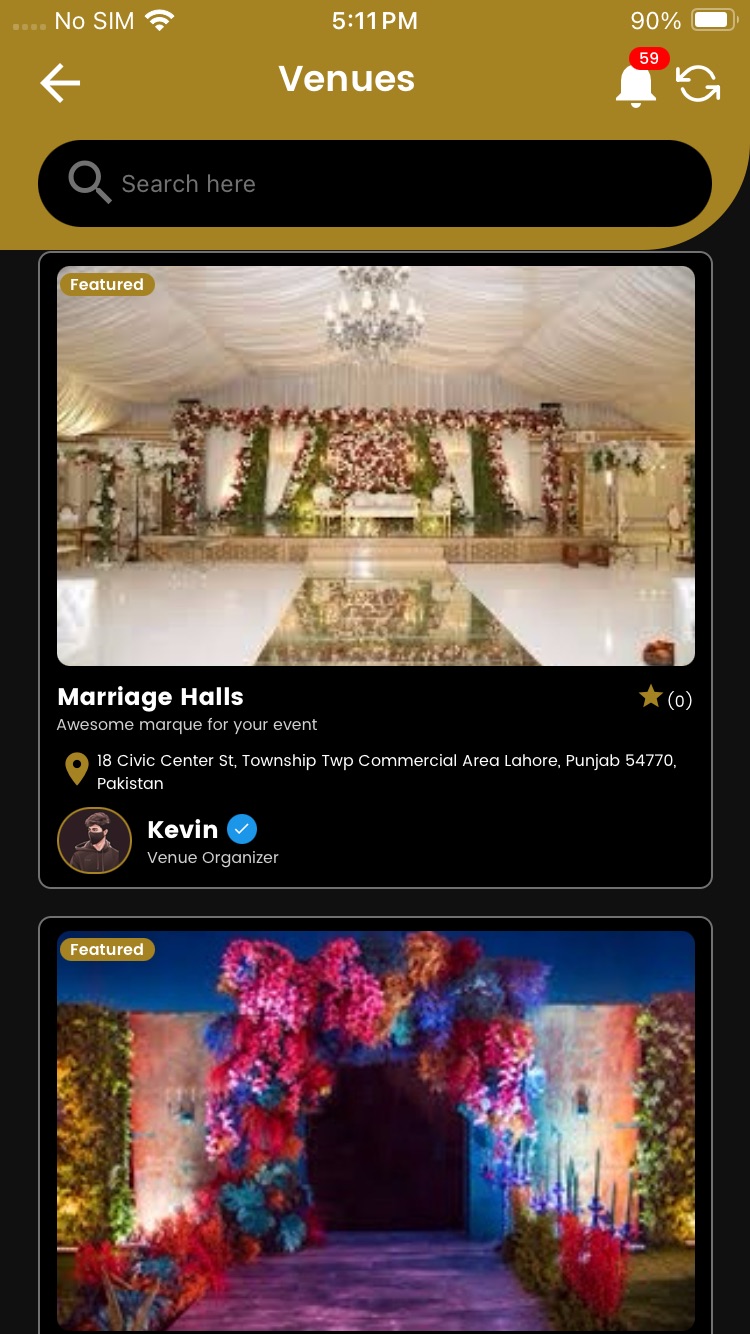 No SIM 5:11 PM 90%
59
Venues
Search here
Featured
Marriage Halls (0)
Awesome marque for your event
18 Civic Center St, Township Twp Commercial Area Lahore, Punjab 54770,
Pakistan
Kevin
Venue Organizer
Featured